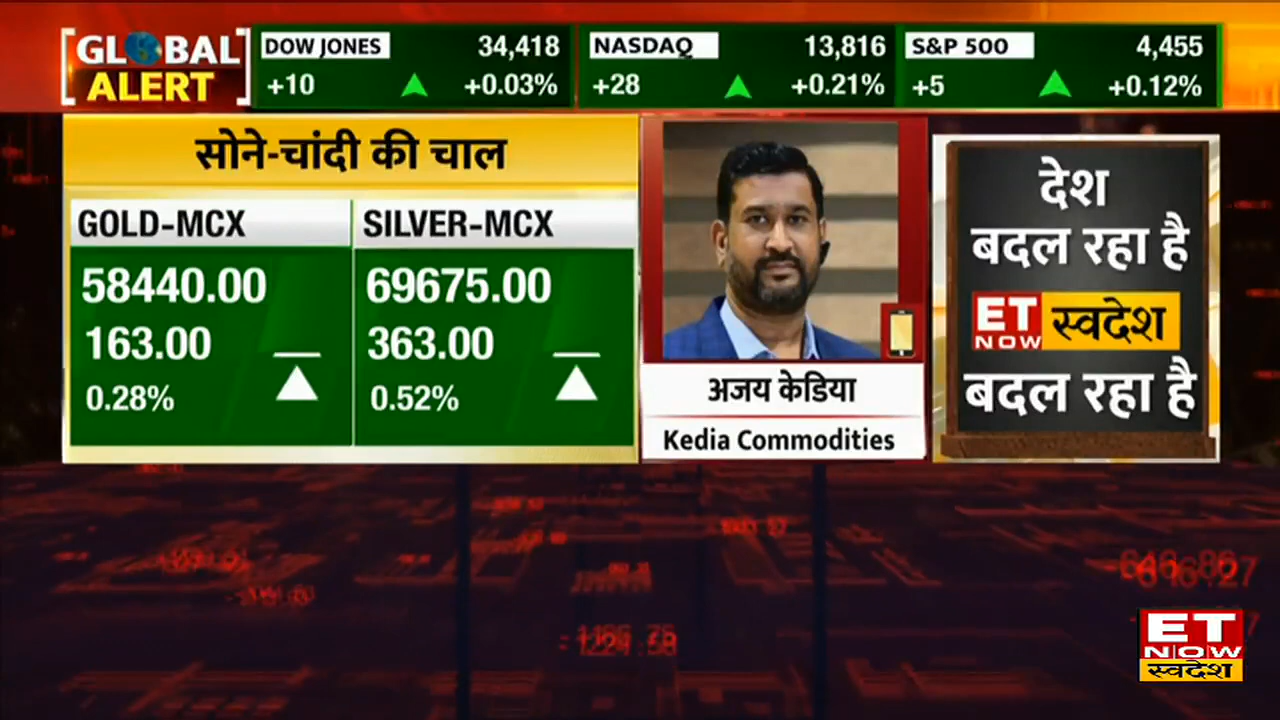 GLOBAL
ALERT
DOW JONES 34,418
+10 +0.03%
NASDAQ 13,816
+28 +0.21%
S&P 500 4,455
+5 +0.12%
सोने-चांदी की चाल
GOLD-MCX
58440.00
163.00
0.28%
SILVER-MCX
69675.00
363.00
0.52%
अजय केडिया
Kedia Commodities
देश
बदल रहा है
ET NOW स्वदेश
बदल रहा है
ET
NOW
स्वदेश